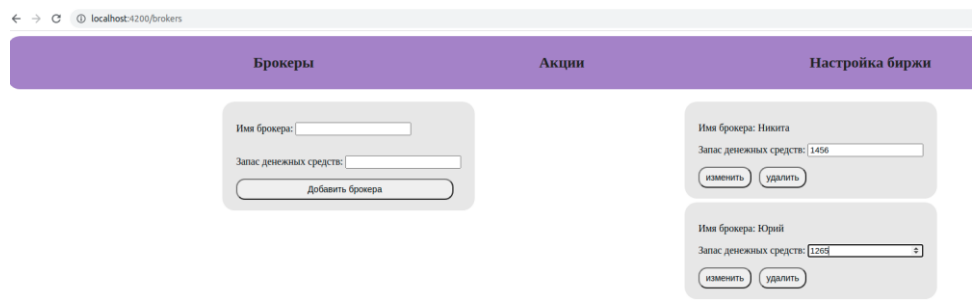 localhost:4200/brokers
Брокеры Акции Настройка биржи
Имя брокера:
Запас денежных средств:
Добавить брокера
Имя брокера: Никита
Запас денежных средств: 1456
изменить удалить
Имя брокера: Юрий
Запас денежных средств: 1265
изменить удалить